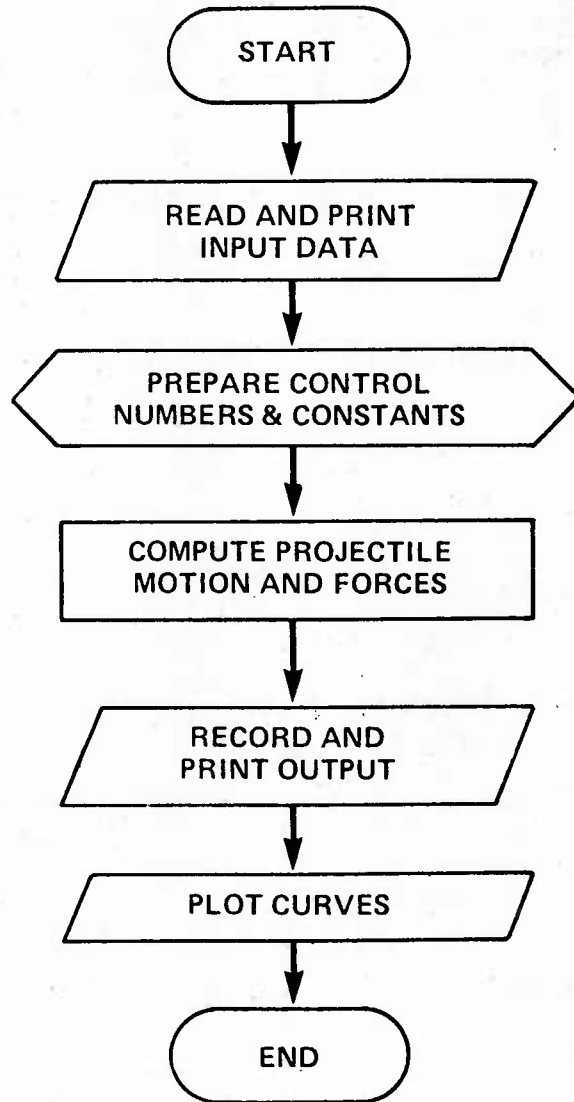 START
READ AND PRINT
INPUT DATA
PREPARE CONTROL
NUMBERS & CONSTANTS
COMPUTE PROJECTILE
MOTION AND FORCES
RECORD AND
PRINT OUTPUT
PLOT CURVES
END